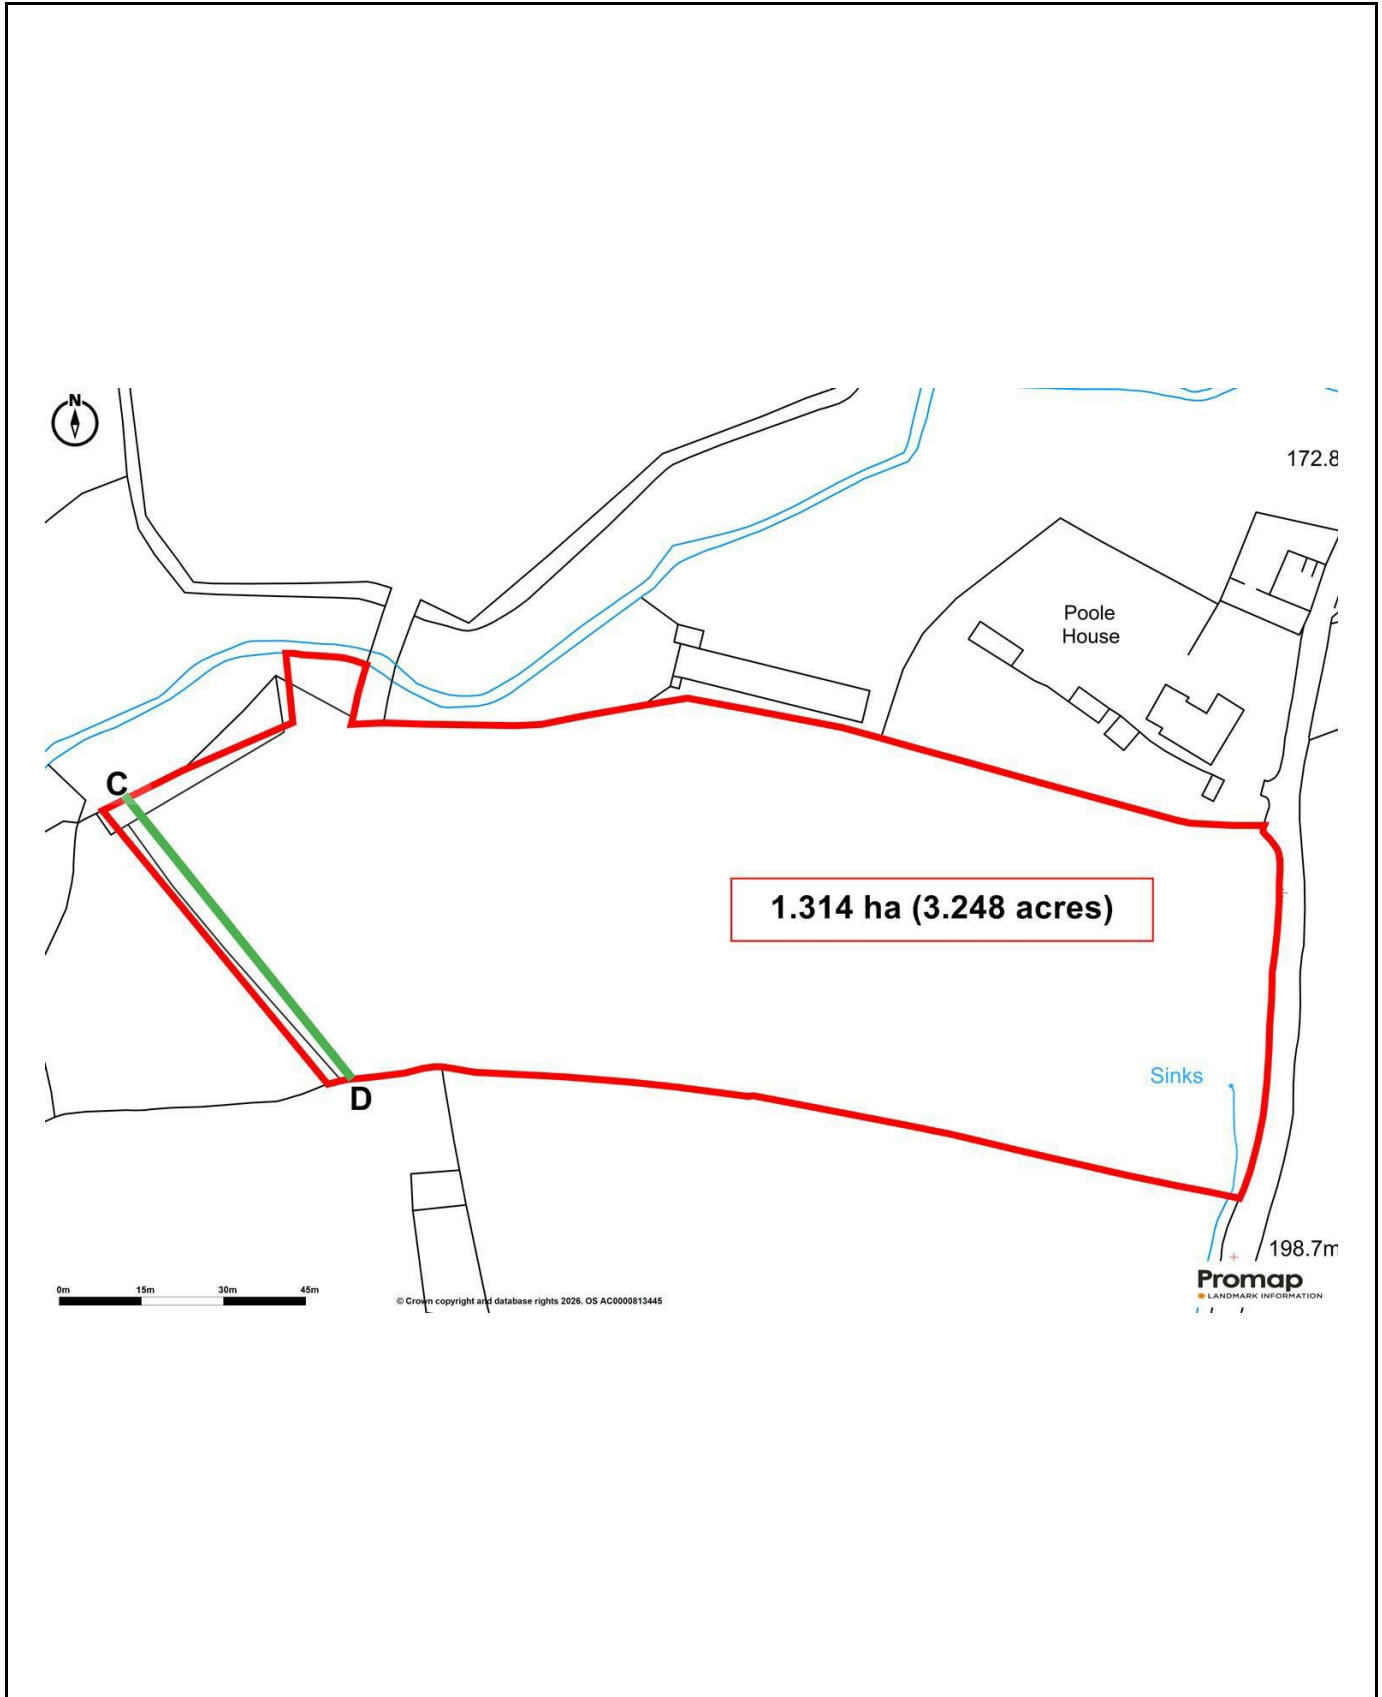 N
172.8
Poole
House
C
1.314 ha (3.248 acres)
Sinks
D
198.7m
Promap
LANDMARK INFORMATION
0m 15m 30m 45m
© Crown copyright and database rights 2026. OS AC0000813445